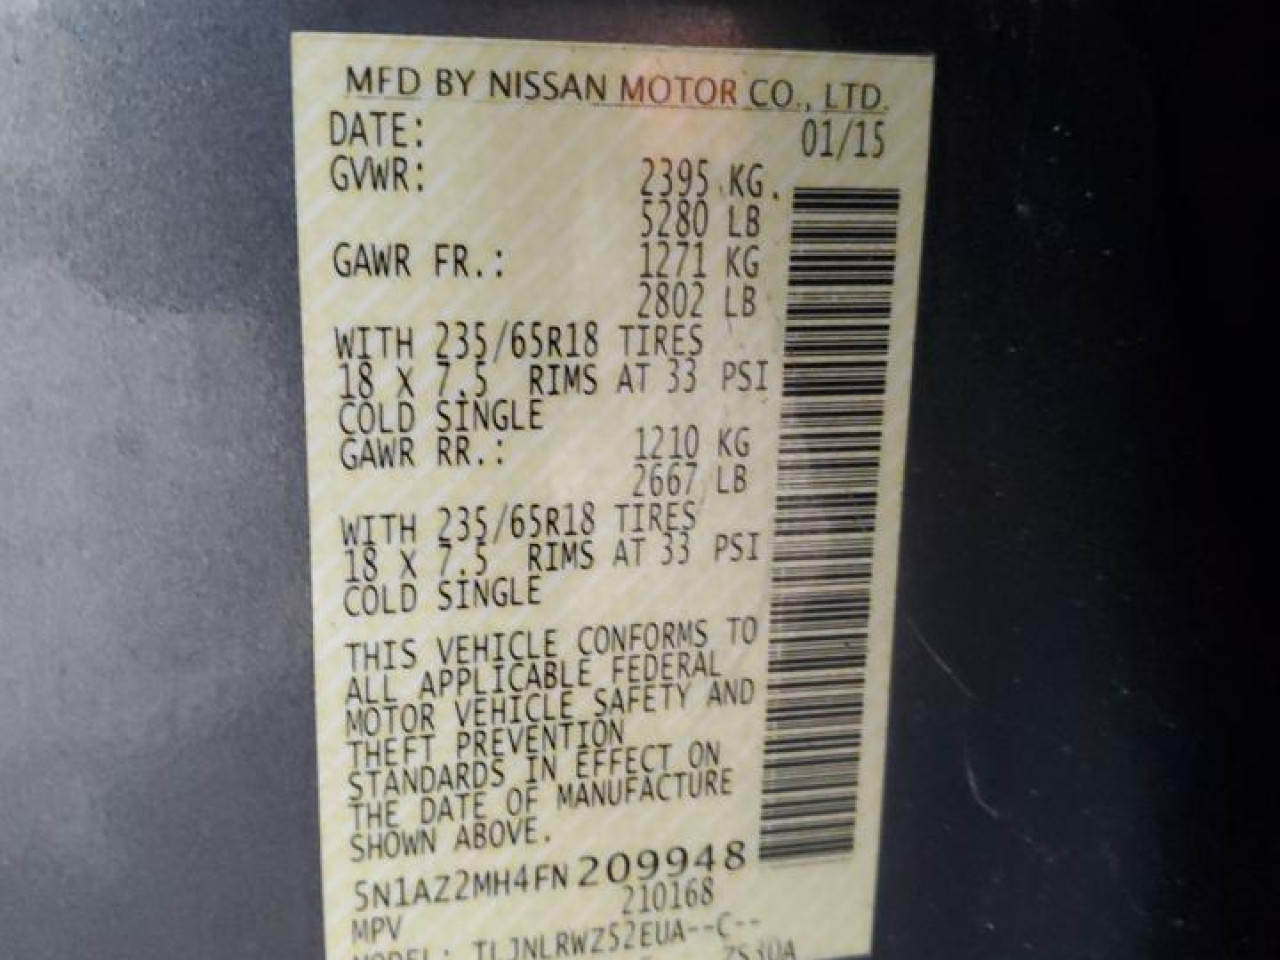 MFD BY NISSAN MOTOR CO., LTD.
DATE: 01/15
GVWR: 2395 KG.
5280 LB
GAWR FR.: 1271 KG
2802 LB
WITH 235/65R18 TIRES
18 X 7.5 RIMS AT 33 PSI
COLD SINGLE
GAWR RR.: 1210 KG
2667 LB
WITH 235/65R18 TIRES
18 X 7.5 RIMS AT 33 PSI
COLD SINGLE
THIS VEHICLE CONFORMS TO
ALL APPLICABLE FEDERAL
MOTOR VEHICLE SAFETY AND
THEFT PREVENTION
STANDARDS IN EFFECT ON
THE DATE OF MANUFACTURE
SHOWN ABOVE.
5N1AZ2MH4FN209948
210168
MPV
MODEL: TLJNLRWZ52EUA--C--